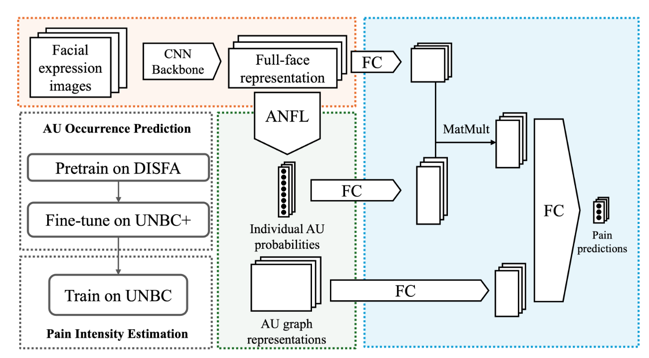 Facial
expression
images
CNN
Backbone
Full-face
representation
FC
ANFL
MatMult
AU Occurrence Prediction
Pretrain on DISFA
Fine-tune on UNBC+
Individual AU
probabilities
FC
FC
Pain
predictions
Train on UNBC
Pain Intensity Estimation
AU graph
representations
FC